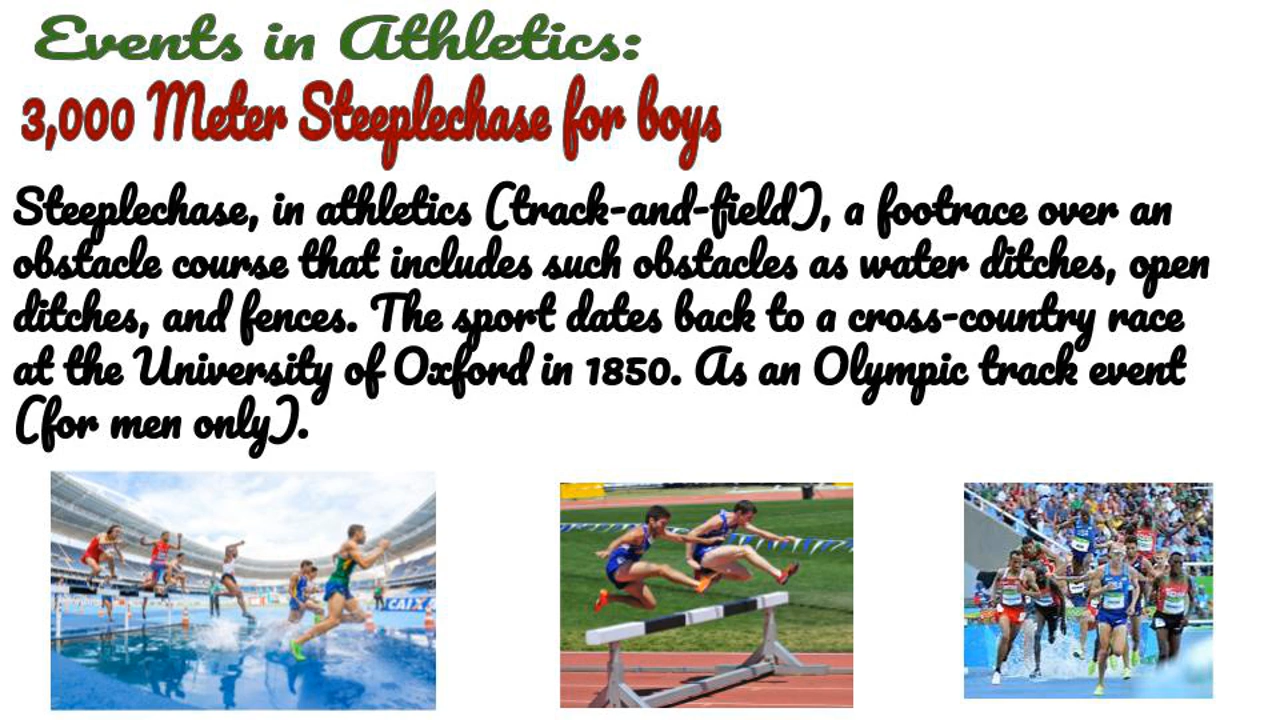 Events in Athletics:
3,000 Meter Steeplechase for boys
Steeplechase, in athletics (track-and-field), a footrace over an
obstacle course that includes such obstacles as water ditches, open
ditches, and fences. The sport dates back to a cross-country race
at the University of Oxford in 1850. As an Olympic track event
(for men only).
CAIXA